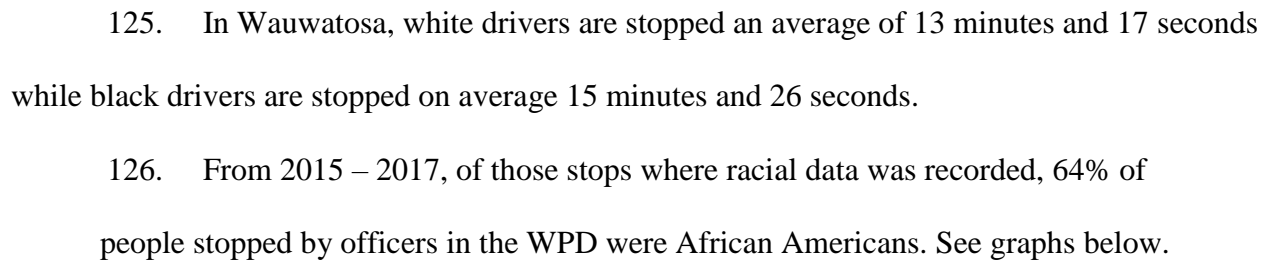 125. In Wauwatosa, white drivers are stopped an average of 13 minutes and 17 seconds
while black drivers are stopped on average 15 minutes and 26 seconds.
126. From 2015 – 2017, of those stops where racial data was recorded, 64% of
people stopped by officers in the WPD were African Americans. See graphs below.